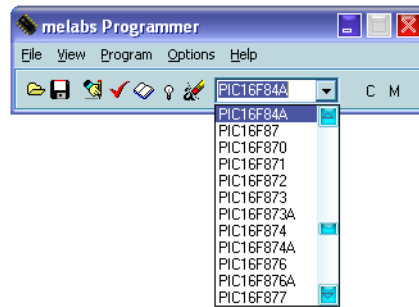 melabs Programmer
File View Program Options Help
PIC16F84A C M
PIC16F84A
PIC16F87
PIC16F870
PIC16F871
PIC16F872
PIC16F873
PIC16F873A
PIC16F874
PIC16F874A
PIC16F876
PIC16F876A
PIC16F877